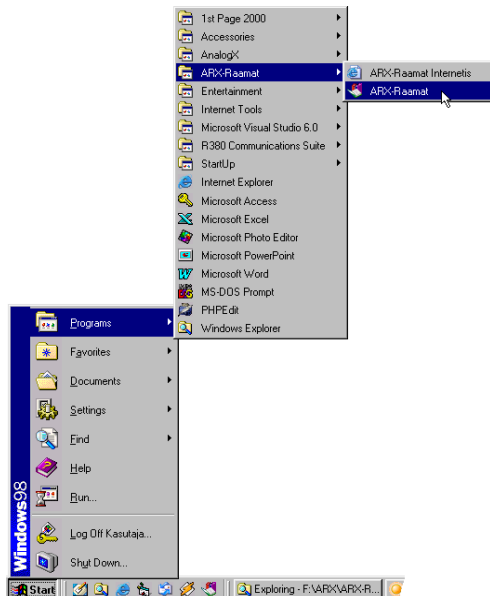 1st Page 2000
Accessories
AnalogX
ARX-Raamat
Entertainment
Internet Tools
Microsoft Visual Studio 6.0
R380 Communications Suite
StartUp
Internet Explorer
Microsoft Access
Microsoft Excel
Microsoft Photo Editor
Microsoft PowerPoint
Microsoft Word
MS-DOS Prompt
PHPEdit
Windows Explorer
ARX-Raamat Internetis
ARX-Raamat
Programs
Favorites
Documents
Settings
Find
Help
Run...
Log Off Kasutaja...
Shut Down...
Windows98
Start
Exploring - F:\ARX\ARX-R...